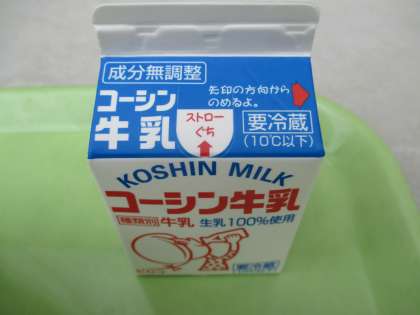 成分無調整
コーシン
牛乳
矢印の方向から
のめるよ。
ストロー
ぐち
要冷蔵
(10℃以下)
KOSHIN MILK
コーシン牛乳
種類別 牛乳 生乳100%使用
要冷蔵